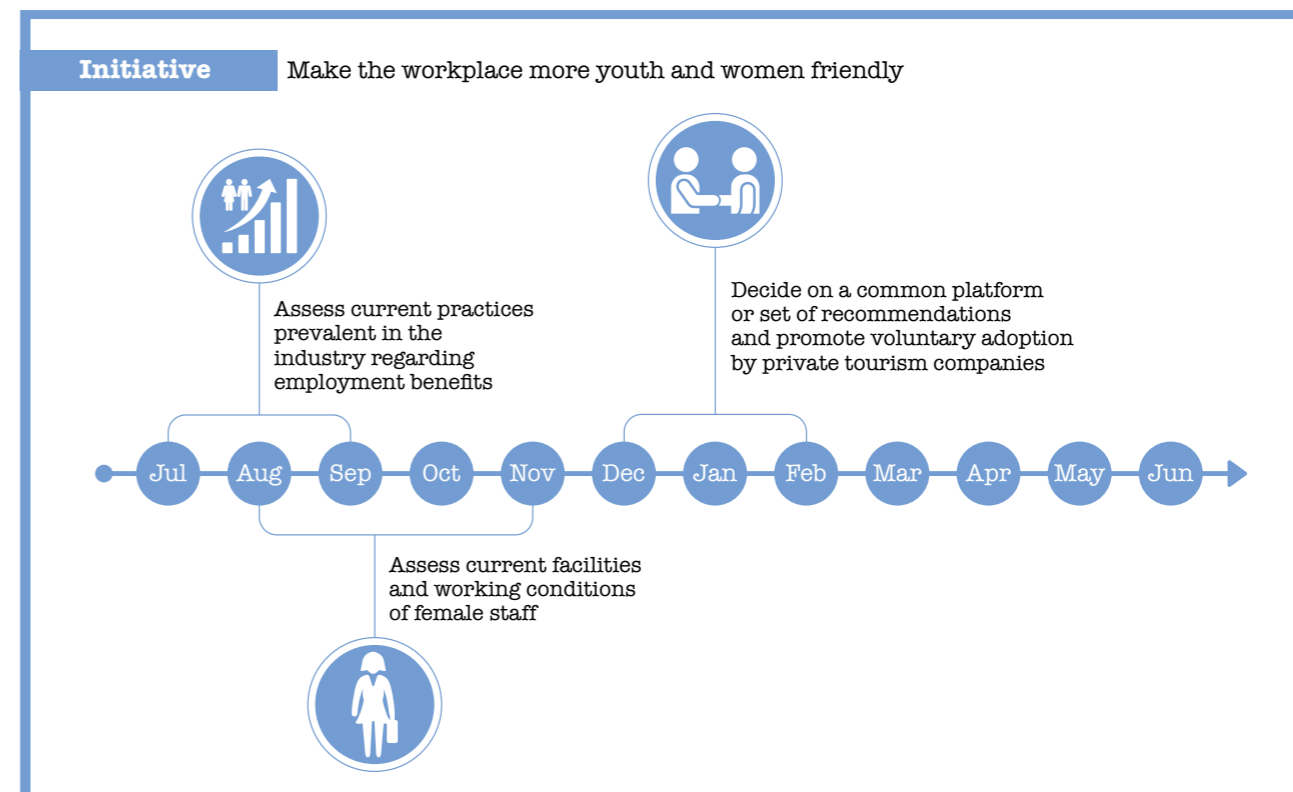 Initiative
Make the workplace more youth and women friendly
Assess current practices
prevalent in the
industry regarding
employment benefits
Decide on a common platform
or set of recommendations
and promote voluntary adoption
by private tourism companies
Jul Aug Sep Oct Nov Dec Jan Feb Mar Apr May Jun
Assess current facilities
and working conditions
of female staff